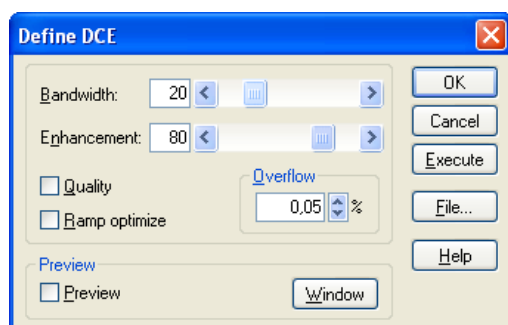 Define DCE
Bandwidth: 20
OK
Enhancement: 80
Cancel
Execute
Quality
Overflow
0,05 %
Ramp optimize
File...
Help
Preview
Preview
Window